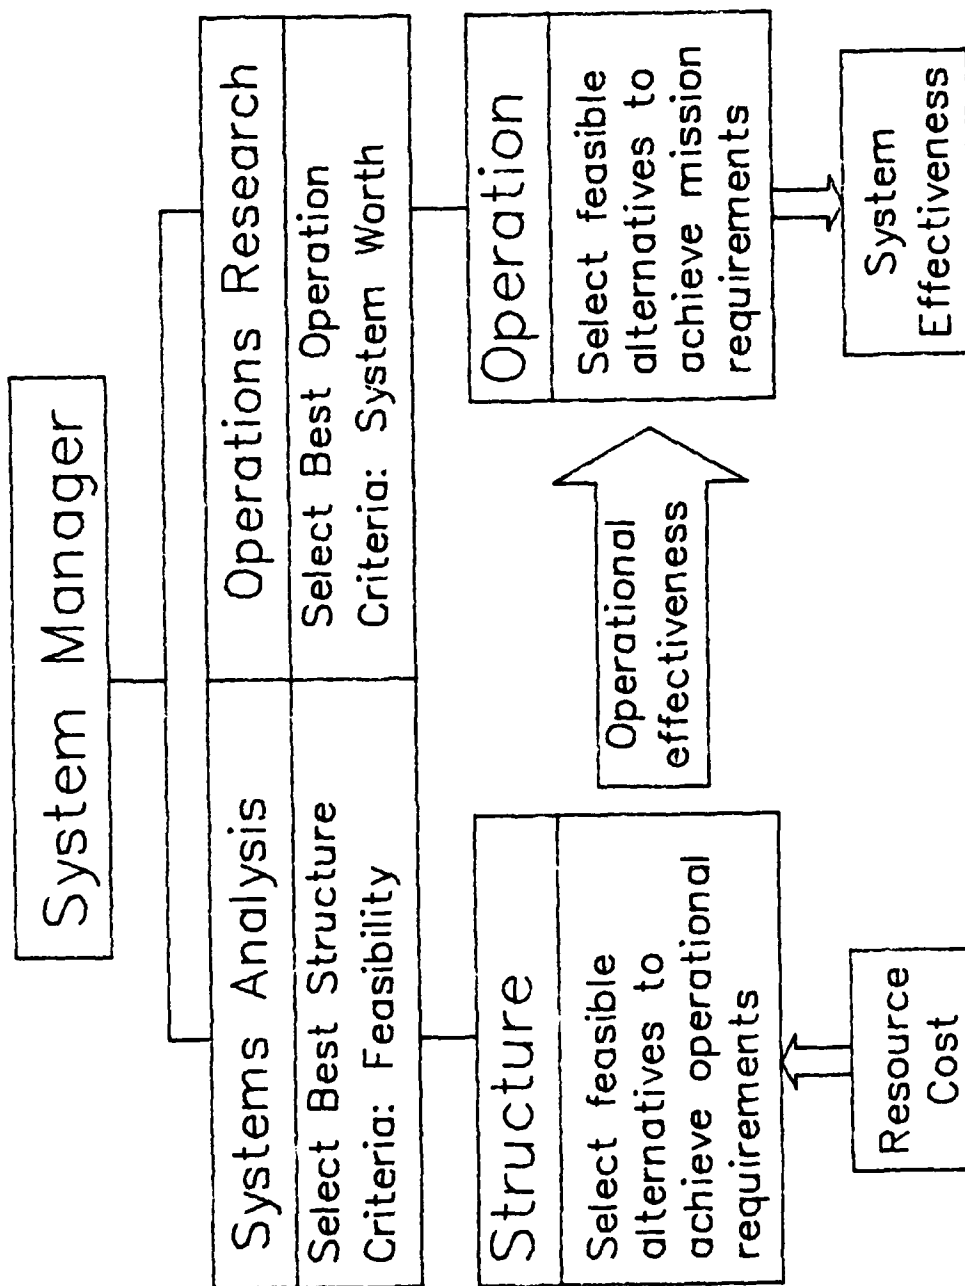 System Manager
Systems Analysis
Select Best Structure
Criteria: Feasibility
Operations Research
Select Best Operation
Criteria: System Worth
Structure
Select feasible
alternatives to
achieve operational
requirements
Operational
effectiveness
Operation
Select feasible
alternatives to
achieve mission
requirements
Resource
Cost
System
Effectiveness